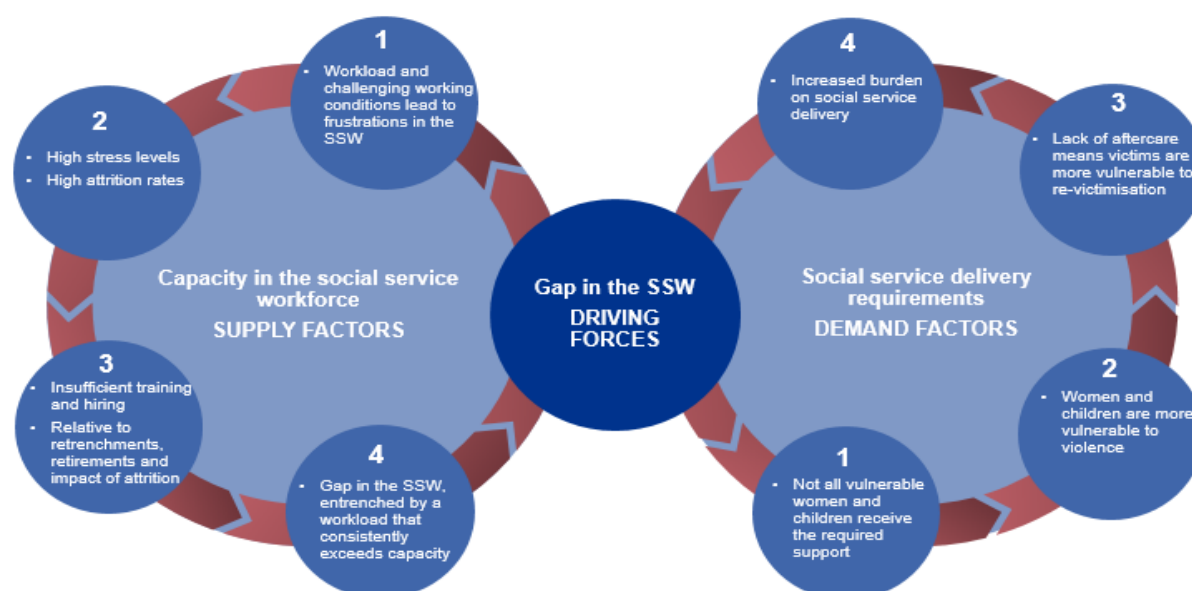 1
- Workload and
challenging working
conditions lead to
frustrations in the
SSW
2
- High stress levels
- High attrition rates
3
- Insufficient training
and hiring
- Relative to
retrenchments,
retirements and
impact of attrition
4
- Gap in the SSW,
entrenched by a
workload that
consistently
exceeds capacity
Capacity in the social service
workforce
SUPPLY FACTORS
Gap in the SSW
DRIVING
FORCES
Social service delivery
requirements
DEMAND FACTORS
1
- Not all vulnerable
women and
children receive
the required
support
2
- Women and
children are more
vulnerable to
violence
3
- Lack of aftercare
means victims are
more vulnerable to
re-victimisation
4
- Increased burden
on social service
delivery